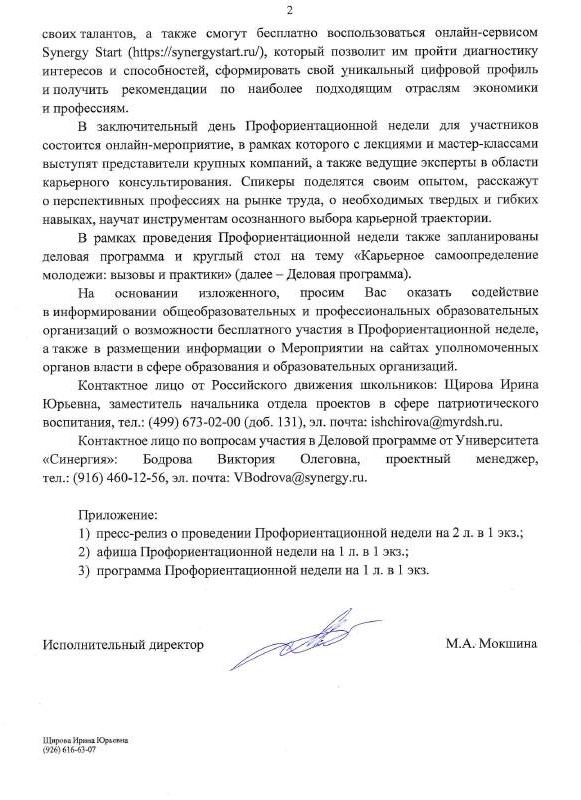 2
своих талантов, а также смогут бесплатно воспользоваться онлайн-сервисом
Synergy Start (https://synergystart.ru/), который позволит им пройти диагностику
интересов и способностей, сформировать свой уникальный цифровой профиль
и получить рекомендации по наиболее подходящим отраслям экономики
и профессиям.
В заключительный день Профориентационной недели для участников
состоится онлайн-мероприятие, в рамках которого с лекциями и мастер-классами
выступят представители крупных компаний, а также ведущие эксперты в области
карьерного консультирования. Спикеры поделятся своим опытом, расскажут
о перспективных профессиях на рынке труда, о необходимых твердых и гибких
навыках, научат инструментам осознанного выбора карьерной траектории.
В рамках проведения Профориентационной недели также запланированы
деловая программа и круглый стол на тему «Карьерное самоопределение
молодежи: вызовы и практики» (далее – Деловая программа).
На основании изложенного, просим Вас оказать содействие
в информировании общеобразовательных и профессиональных образовательных
организаций о возможности бесплатного участия в Профориентационной неделе,
а также в размещении информации о Мероприятии на сайтах уполномоченных
органов власти в сфере образования и образовательных организаций.
Контактное лицо от Российского движения школьников: Щирова Ирина
Юрьевна, заместитель начальника отдела проектов в сфере патриотического
воспитания, тел.: (499) 673-02-00 (доб. 131), эл. почта: ishchirova@myrdsh.ru.
Контактное лицо по вопросам участия в Деловой программе от Университета
«Синергия»: Бодрова Виктория Олеговна, проектный менеджер,
тел.: (916) 460-12-56, эл. почта: VBodrova@synergy.ru.
Приложение:
1) пресс-релиз о проведении Профориентационной недели на 2 л. в 1 экз.;
2) афиша Профориентационной недели на 1 л. в 1 экз.;
3) программа Профориентационной недели на 1 л. в 1 экз.
Исполнительный директор М.А. Мокшина
Щирова Ирина Юрьевна
(926) 616-63-07